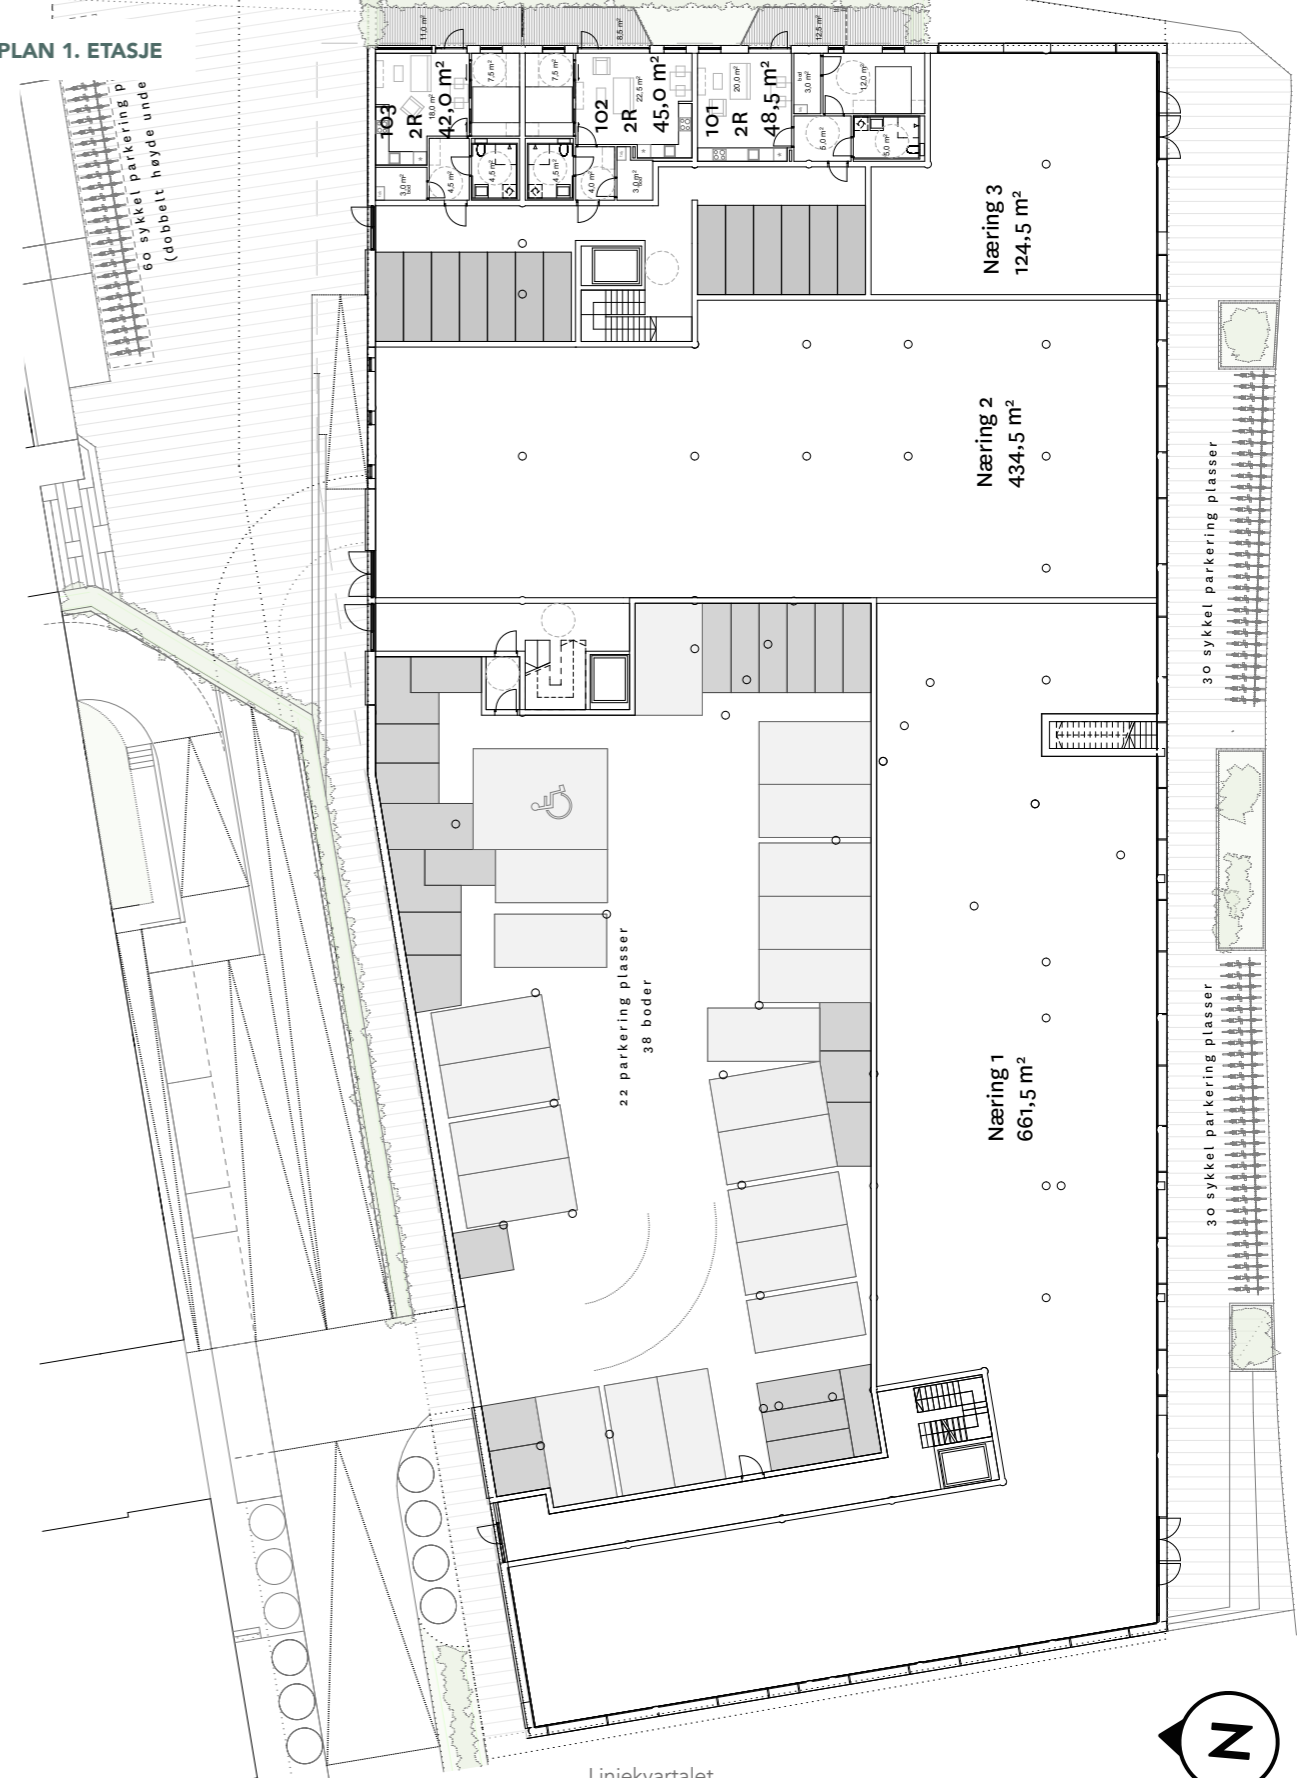 PLAN 1. ETASJE
60 sykkel parkering p
(dobbelt høyde unde
11,0 m²
8,5 m²
12,5 m²
103
2R
42,0 m²
18,0 m²
7,5 m²
7,5 m²
102
2R
45,0 m²
22,5 m²
101
2R
48,5 m²
20,0 m²
3,0 m²
12,0 m²
5,0 m²
5,0 m²
3,0 m²
4,5 m²
4,5 m²
4,5 m²
4,0 m²
3,0 m²
Næring 3
124,5 m²
Næring 2
434,5 m²
30 sykkel parkering plasser
22 parkering plasser
38 boder
Næring 1
661,5 m²
30 sykkel parkering plasser
N
Linjekvartalet